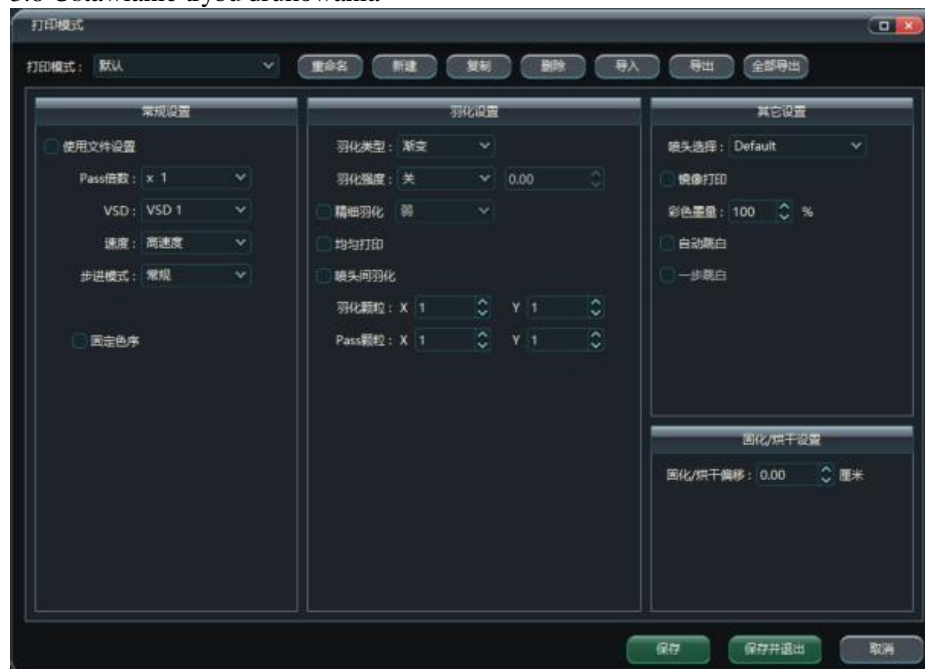 打印模式
打印模式： 默认 重命名 新建 复制 删除 导入 导出 全部导出
常规设置
使用文件设置
Pass倍数： x 1
VSD： VSD 1
速度： 高速度
步进模式： 常规
固定色序
羽化设置
羽化类型： 渐变
羽化强度： 关 0.00
精细羽化 弱
均匀打印
喷头间羽化
羽化颗粒： X 1 Y 1
Pass颗粒： X 1 Y 1
其它设置
喷头选择： Default
镜像打印
彩色墨量： 100 %
自动跳白
一步跳白
固化/烘干设置
固化/烘干偏移： 0.00 厘米
保存 保存并退出 取消